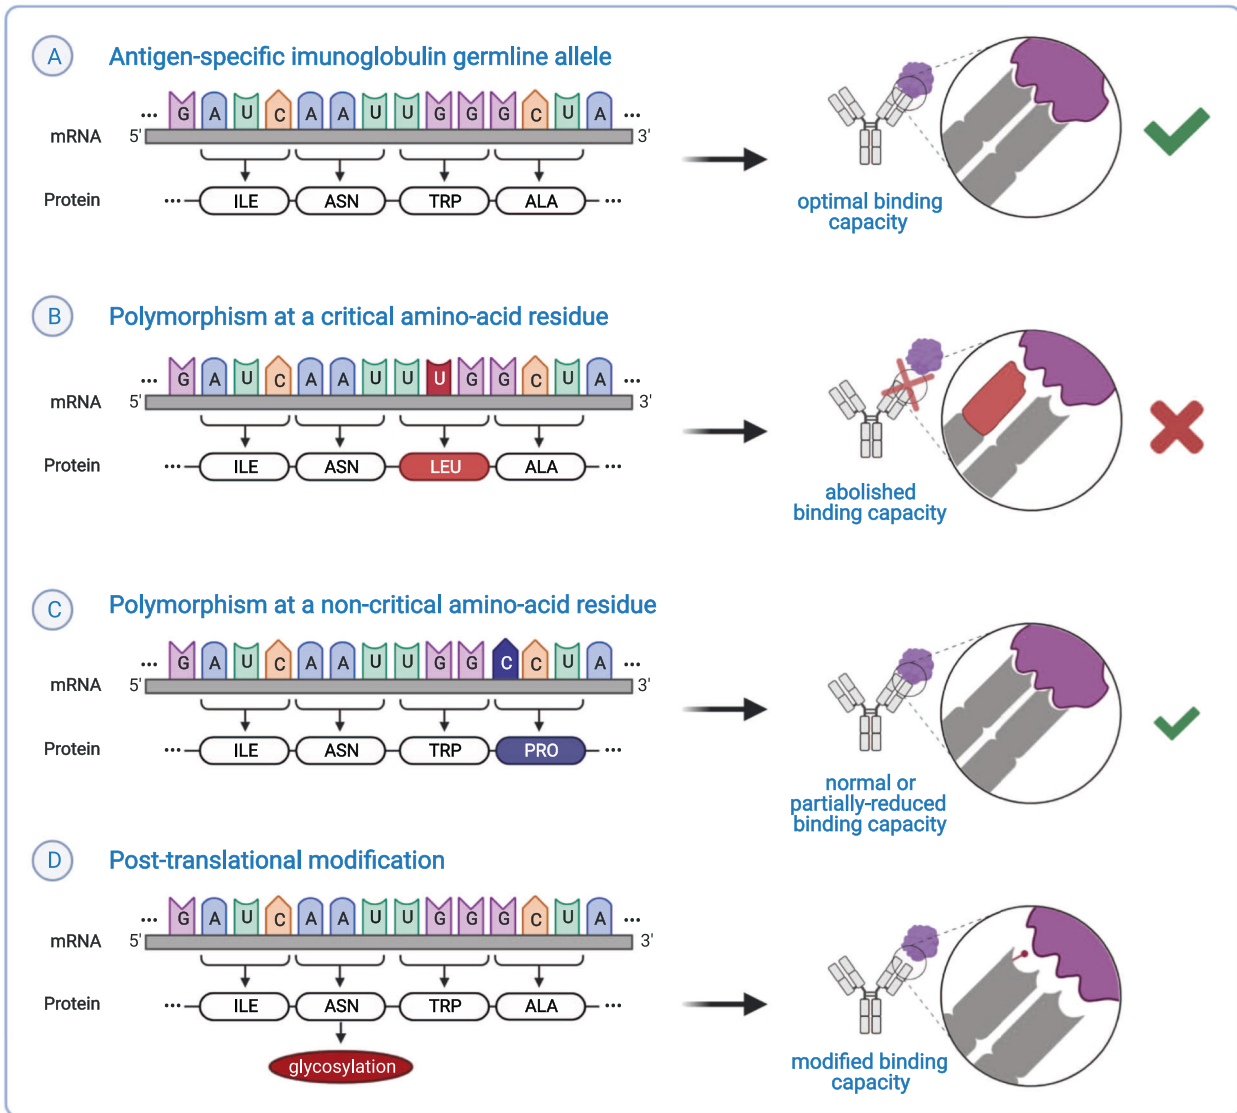 A Antigen-specific imunoglobulin germline allele
... G A U C A A U U G G G C U A ...
mRNA 5' 3'
Protein ... ILE ASN TRP ALA ...
optimal binding
capacity
B Polymorphism at a critical amino-acid residue
... G A U C A A U U U G G C U A ...
mRNA 5' 3'
Protein ... ILE ASN LEU ALA ...
abolished
binding capacity
C Polymorphism at a non-critical amino-acid residue
... G A U C A A U U G G C C U A ...
mRNA 5' 3'
Protein ... ILE ASN TRP PRO ...
normal or
partially-reduced
binding capacity
D Post-translational modification
... G A U C A A U U G G G C U A ...
mRNA 5' 3'
Protein ... ILE ASN TRP ALA ...
glycosylation
modified binding
capacity